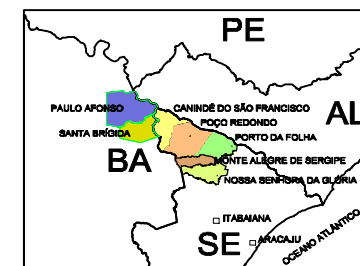 PE
PAULO AFONSO
CANINDÉ DO SÃO FRANCISCO
AL
POÇO REDONDO
SANTA BRÍGIDA
PORTO DA FOLHA
BA
MONTE ALEGRE DE SERGIPE
NOSSA SENHORA DA GLÓRIA
ITABAIANA
SE
ARACAJU
OCEANO ATLÂNTICO